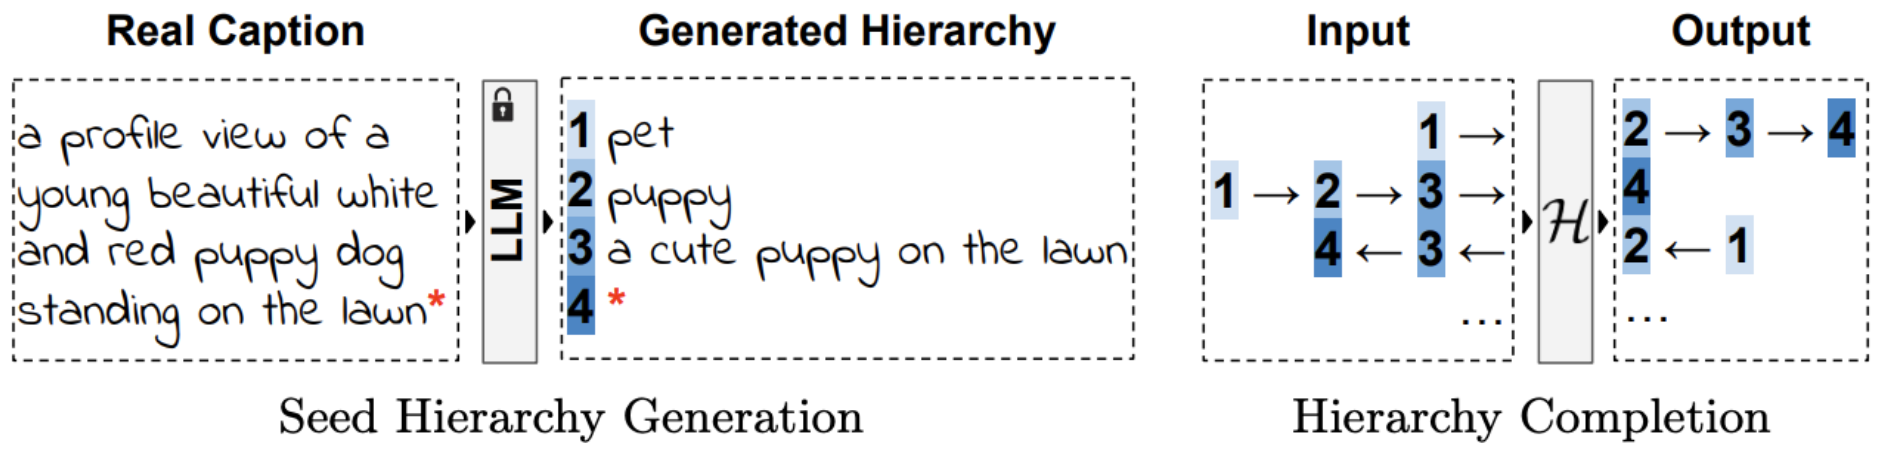 Real Caption
a profile view of a
young beautiful white
and red puppy dog
standing on the lawn*
LLM
Generated Hierarchy
1 pet
2 puppy
3 a cute puppy on the lawn
4 *
Seed Hierarchy Generation
Input
1 →
1 → 2 → 3 →
4 ← 3 ←
...
ℋ
Output
2 → 3 → 4
4
2 ← 1
...
Hierarchy Completion